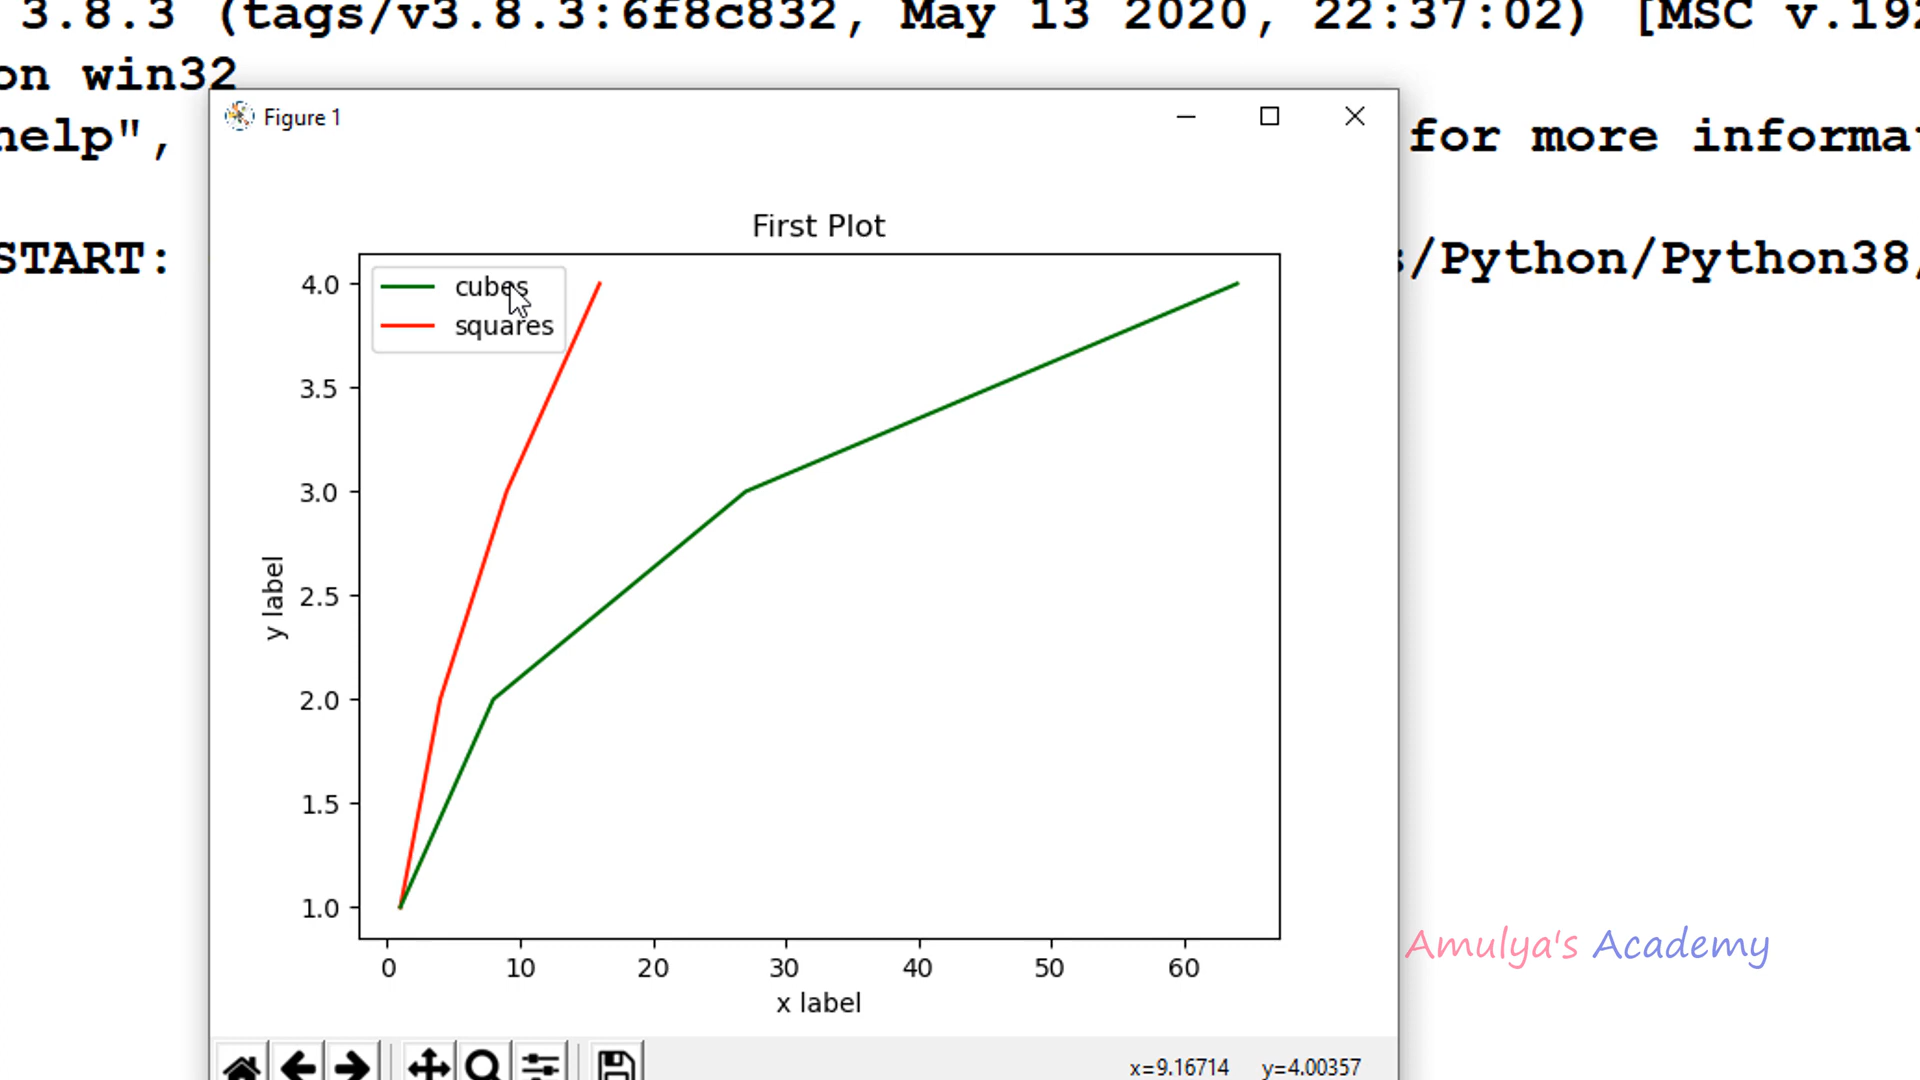 3.8.3 (tags/v3.8.3:6f8c832, May 13 2020, 22:37:02) [MSC v.192
on win32
Figure 1
help", for more informa
First Plot
START: s/Python/Python38,
cubes
squares
4.0
3.5
3.0
2.5
2.0
1.5
1.0
y label
0 10 20 30 40 50 60
x label
Amulya's Academy
x=9.16714 y=4.00357